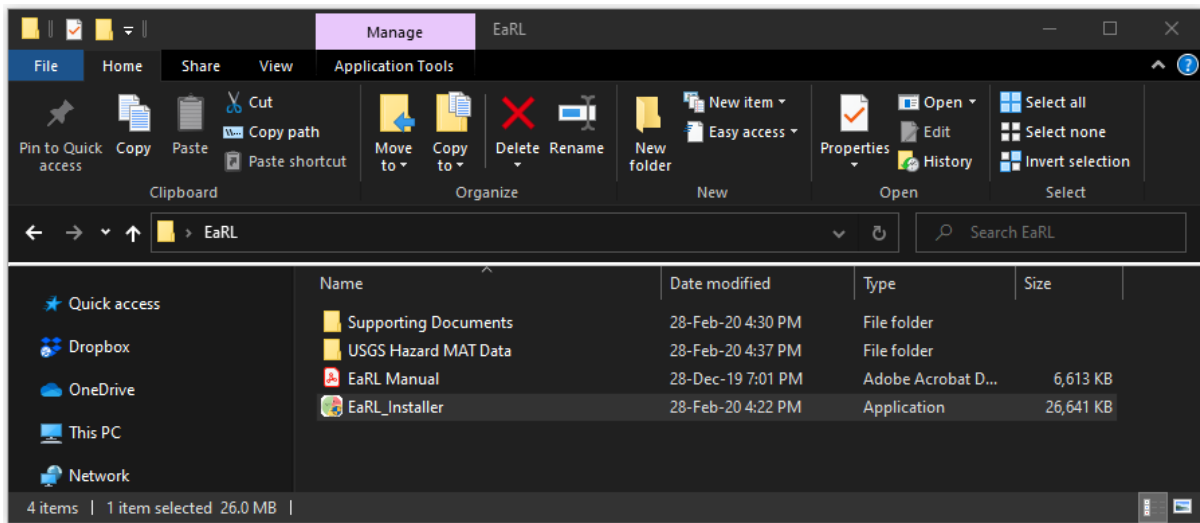 Manage
EaRL
File Home Share View Application Tools
Pin to Quick access
Copy
Paste
Cut
Copy path
Paste shortcut
Clipboard
Move to
Copy to
Delete
Rename
Organize
New folder
New item
Easy access
New
Properties
Open
Edit
History
Open
Select all
Select none
Invert selection
Select
EaRL
Search EaRL
Quick access
Dropbox
OneDrive
This PC
Network
Name Date modified Type Size
Supporting Documents 28-Feb-20 4:30 PM File folder
USGS Hazard MAT Data 28-Feb-20 4:37 PM File folder
EaRL Manual 28-Dec-19 7:01 PM Adobe Acrobat D... 6,613 KB
EaRL_Installer 28-Feb-20 4:22 PM Application 26,641 KB
4 items 1 item selected 26.0 MB